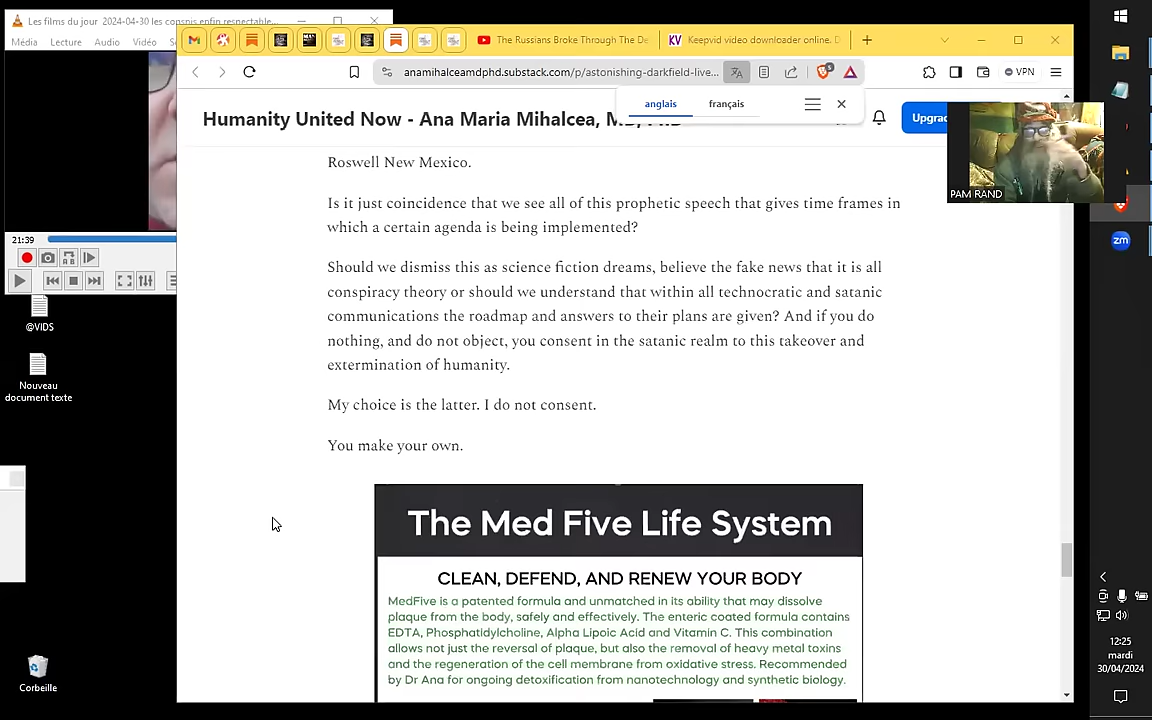 Les films du jour 2024-04-30 les conspis enfin respectable...
Média Lecture Audio Vidéo
The Russians Broke Through The De
KV Keepvid video downloader online. D
anamihalceamdphd.substack.com/p/astonishing-darkfield-live...
VPN
anglais français
Humanity United Now - Ana Maria Mihalcea, MD, PhD
Upgrad
PAM RAND
zm
Roswell New Mexico.
Is it just coincidence that we see all of this prophetic speech that gives time frames in
which a certain agenda is being implemented?
Should we dismiss this as science fiction dreams, believe the fake news that it is all
conspiracy theory or should we understand that within all technocratic and satanic
communications the roadmap and answers to their plans are given? And if you do
nothing, and do not object, you consent in the satanic realm to this takeover and
extermination of humanity.
My choice is the latter. I do not consent.
You make your own.
The Med Five Life System
CLEAN, DEFEND, AND RENEW YOUR BODY
MedFive is a patented formula and unmatched in its ability that may dissolve
plaque from the body, safely and effectively. The enteric coated formula contains
EDTA, Phosphatidylcholine, Alpha Lipoic Acid and Vitamin C. This combination
allows not just the reversal of plaque, but also the removal of heavy metal toxins
and the regeneration of the cell membrane from oxidative stress. Recommended
by Dr Ana for ongoing detoxification from nanotechnology and synthetic biology.
21:39
@VIDS
Nouveau
document texte
Corbeille
12:25
mardi
30/04/2024